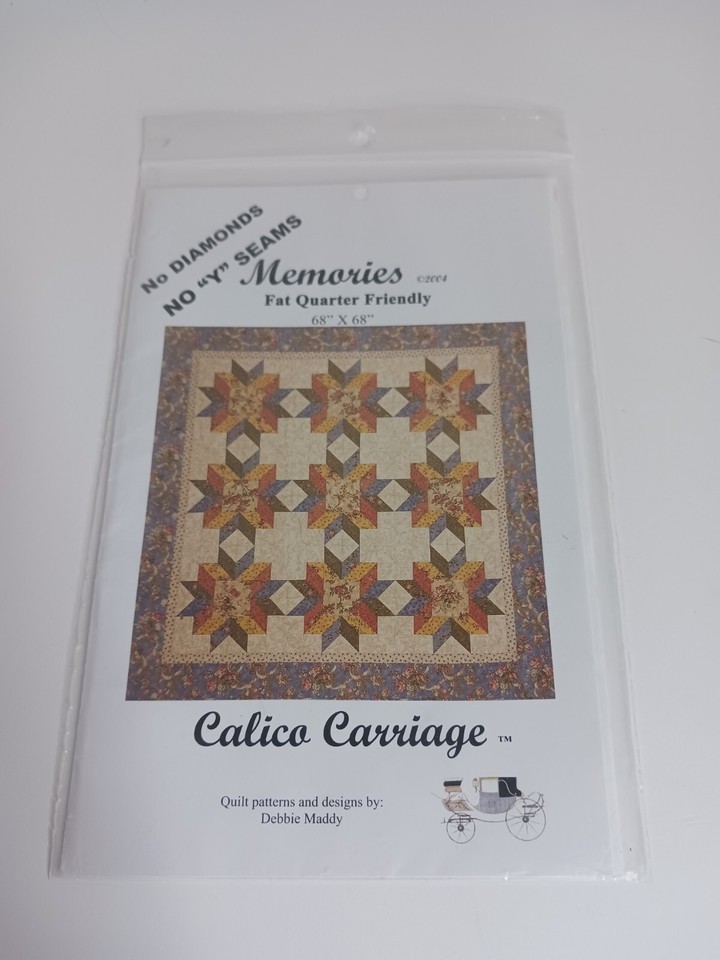 No DIAMONDS
NO "Y" SEAMS
Memories ©2004
Fat Quarter Friendly
68" X 68"
Calico Carriage ™
Quilt patterns and designs by:
Debbie Maddy